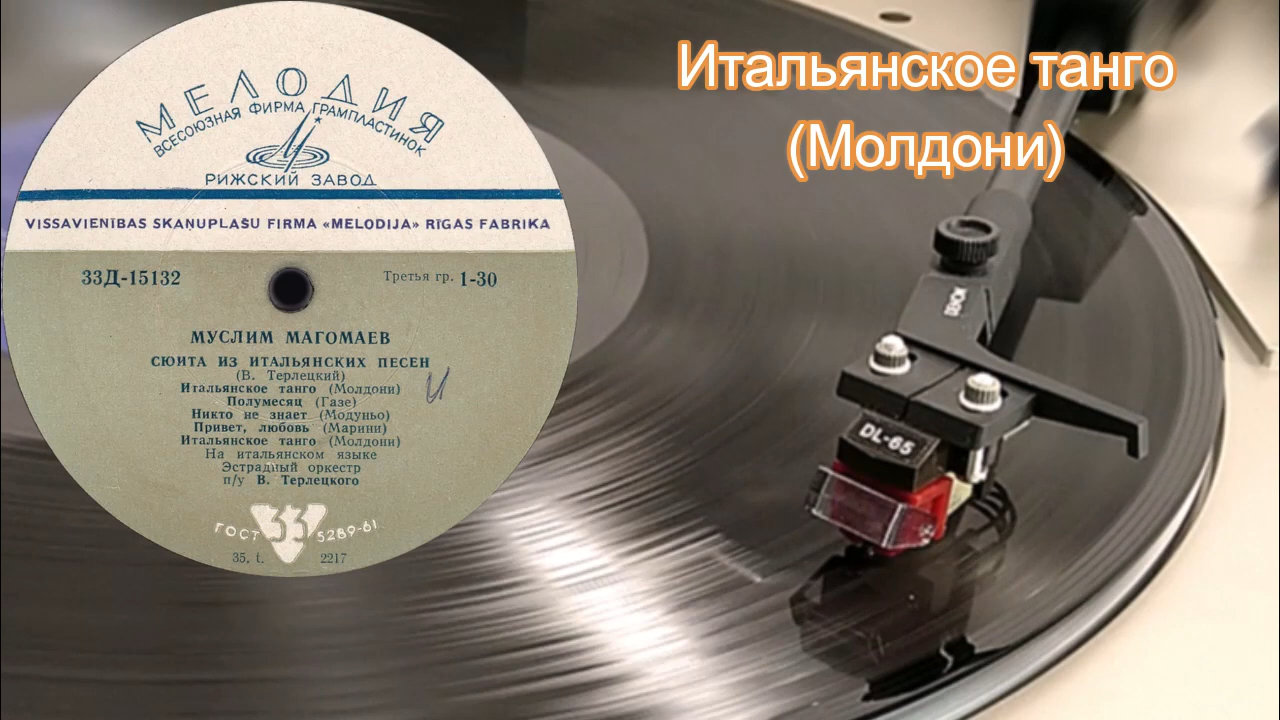 МЕЛОДИЯ
ВСЕСОЮЗНАЯ ФИРМА ГРАМПЛАСТИНОК
РИЖСКИЙ ЗАВОД
VISSAVIENĪBAS SKAŅUPLAŠU FIRMA «MELODIJA» RĪGAS FABRIKA
33Д-15132
Третья гр. 1-30
МУСЛИМ МАГОМАЕВ
СЮИТА ИЗ ИТАЛЬЯНСКИХ ПЕСЕН
(В. Терлецкий)
Итальянское танго (Молдони)
Полумесяц (Газе)
Никто не знает (Модуньо)
Привет, любовь (Марини)
Итальянское танго (Молдони)
На итальянском языке
Эстрадный оркестр
п/у В. Терлецкого
И
ГОСТ 33 5289-61
35. t. 2217
Итальянское танго
(Молдони)
DENON
DL-65